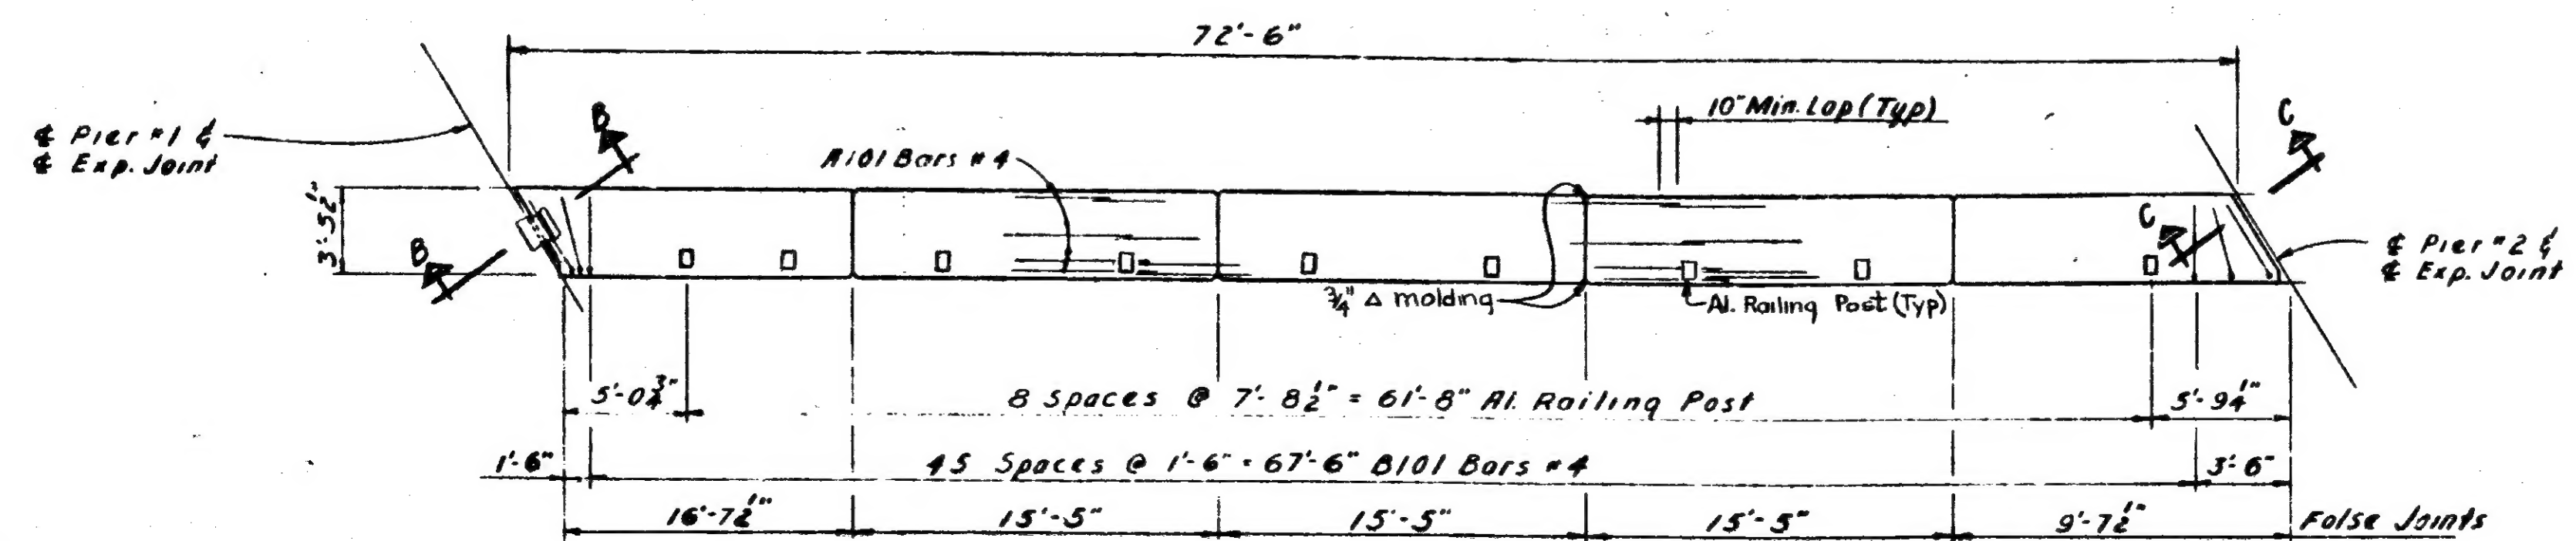 72'-6"
10" Min. Lap (Typ)
℄ Pier #1 &
℄ Exp. Joint
B
A101 Bars #4
C
3'-5½"
B
C
℄ Pier #2 &
℄ Exp. Joint
¾" Δ molding
Al. Railing Post (Typ)
5'-0¾"
8 Spaces @ 7'-8½" = 61'-8" Al. Railing Post
5'-9¼"
1'-6"
45 Spaces @ 1'-6" = 67'-6" B101 Bars #4
3'-6"
16'-7½"
15'-5"
15'-5"
15'-5"
9'-7½"
False Joints